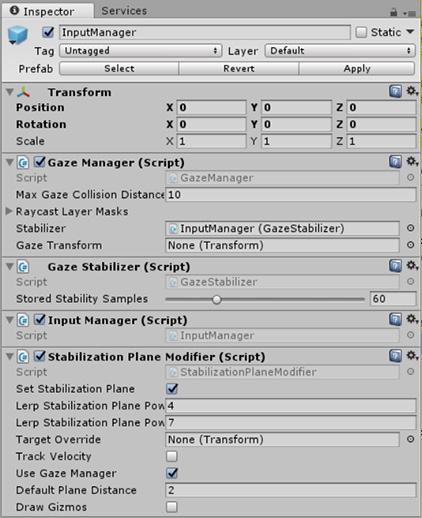 Inspector Services
InputManager Static
Tag Untagged Layer Default
Prefab Select Revert Apply
Transform
Position X 0 Y 0 Z 0
Rotation X 0 Y 0 Z 0
Scale X 1 Y 1 Z 1
Gaze Manager (Script)
Script GazeManager
Max Gaze Collision Distance 10
Raycast Layer Masks
Stabilizer InputManager (GazeStabilizer)
Gaze Transform None (Transform)
Gaze Stabilizer (Script)
Script GazeStabilizer
Stored Stability Samples 60
Input Manager (Script)
Script InputManager
Stabilization Plane Modifier (Script)
Script StabilizationPlaneModifier
Set Stabilization Plane
Lerp Stabilization Plane Pow 4
Lerp Stabilization Plane Pow 7
Target Override None (Transform)
Track Velocity
Use Gaze Manager
Default Plane Distance 2
Draw Gizmos